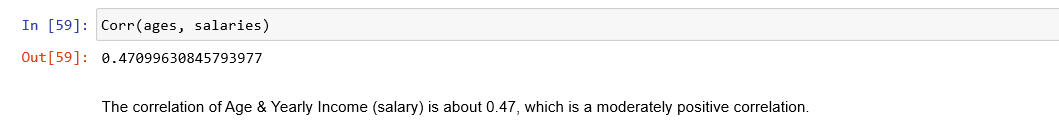 In [59]: Corr(ages, salaries)
Out[59]: 0.47099630845793977
The correlation of Age & Yearly Income (salary) is about 0.47, which is a moderately positive correlation.